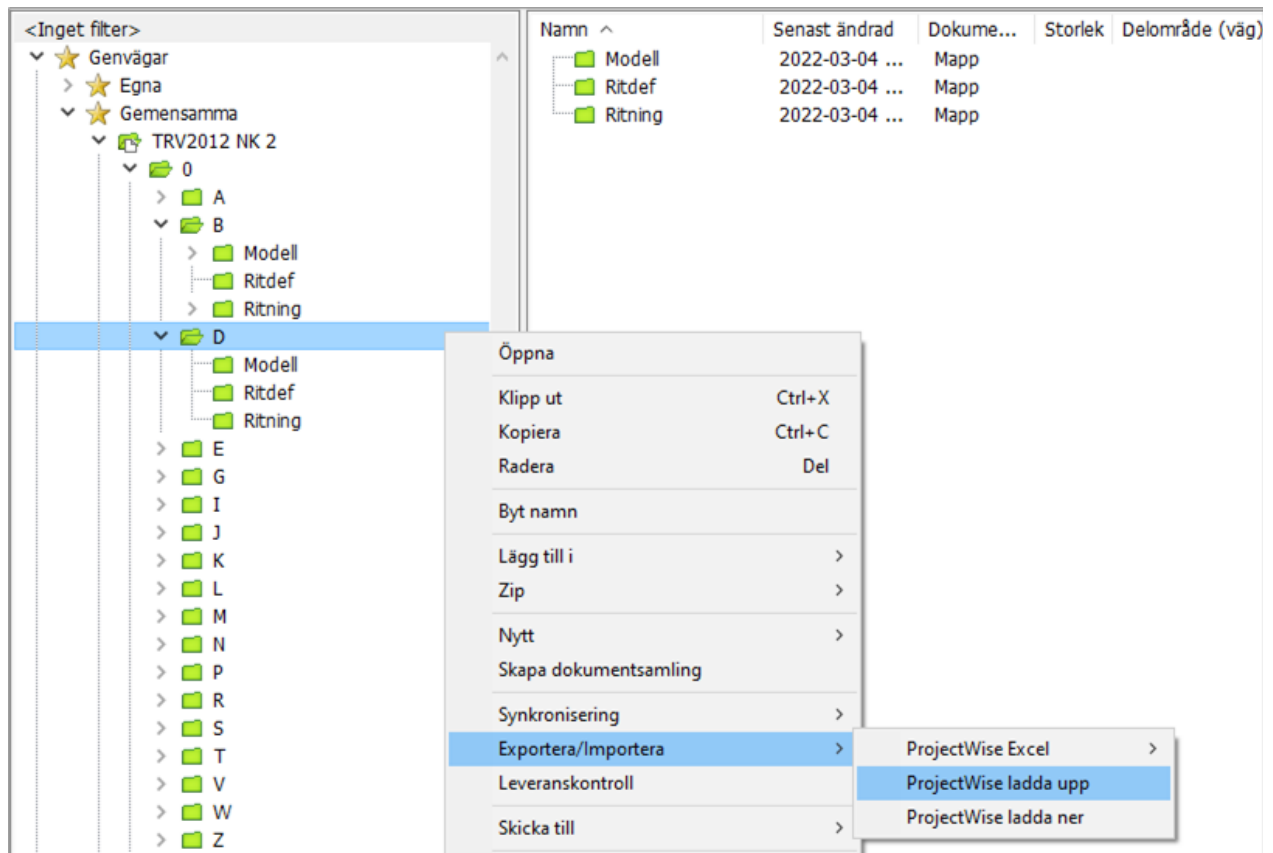 <Inget filter>
Genvägar
Egna
Gemensamma
TRV2012 NK 2
0
A
B
Modell
Ritdef
Ritning
D
Modell
Ritdef
Ritning
E
G
I
J
K
L
M
N
P
R
S
T
V
W
Z
Namn Senast ändrad Dokume... Storlek Delområde (väg)
Modell 2022-03-04 ... Mapp
Ritdef 2022-03-04 ... Mapp
Ritning 2022-03-04 ... Mapp
Öppna
Klipp ut Ctrl+X
Kopiera Ctrl+C
Radera Del
Byt namn
Lägg till i
Zip
Nytt
Skapa dokumentsamling
Synkronisering
Exportera/Importera
Leveranskontroll
Skicka till
ProjectWise Excel
ProjectWise ladda upp
ProjectWise ladda ner